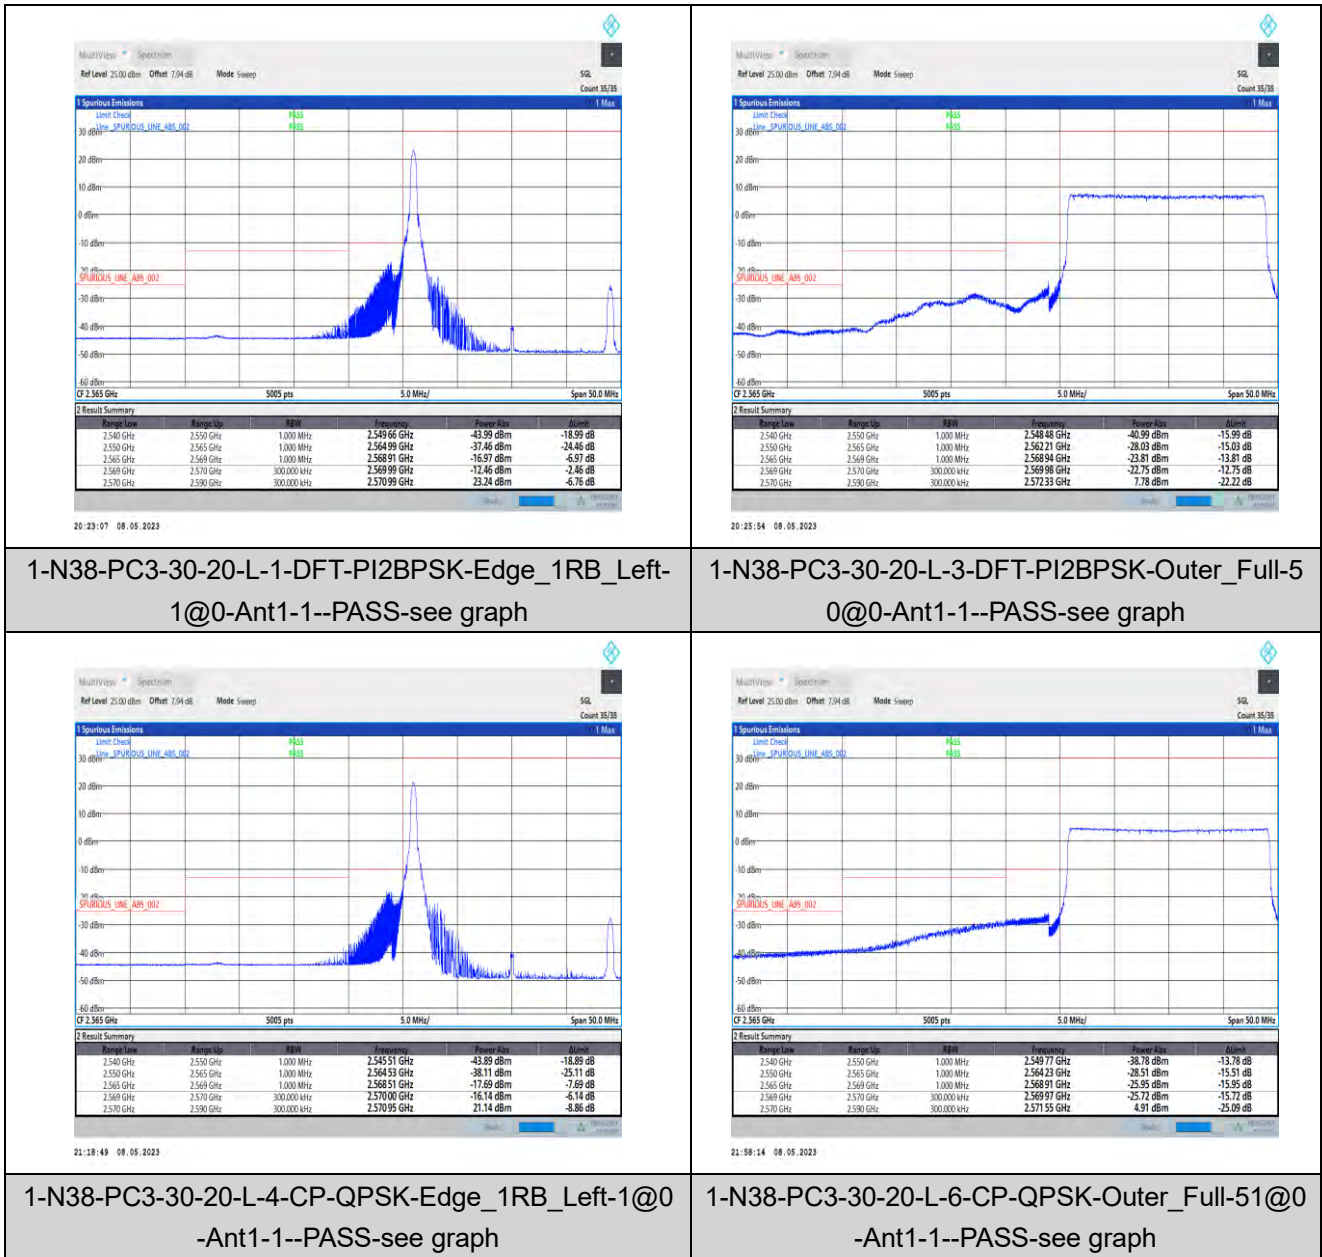 MultiView Spectrum
Ref Level 25.00 dBm Offset 7.94 dB Mode Sweep SGL
Count 35/35
1 Spurious Emissions 1 Max
Limit Check PASS
Line _SPURIOUS_LINE_ABS_002 PASS
30 dBm
20 dBm
10 dBm
0 dBm
-10 dBm
-20 dBm
SPURIOUS_LINE_ABS_002
-30 dBm
-40 dBm
-50 dBm
-60 dBm
CF 2.565 GHz 5005 pts 5.0 MHz/ Span 50.0 MHz
2 Result Summary
Range Low Range Up RBW Frequency Power Abs ΔLimit
2.540 GHz 2.550 GHz 1.000 MHz 2.549 66 GHz -43.99 dBm -18.99 dB
2.550 GHz 2.565 GHz 1.000 MHz 2.564 99 GHz -37.46 dBm -24.46 dB
2.565 GHz 2.569 GHz 1.000 MHz 2.568 91 GHz -16.97 dBm -6.97 dB
2.569 GHz 2.570 GHz 300.000 kHz 2.569 99 GHz -12.46 dBm -2.46 dB
2.570 GHz 2.590 GHz 300.000 kHz 2.570 99 GHz 23.24 dBm -6.76 dB
20:23:07 08.05.2023
1-N38-PC3-30-20-L-1-DFT-PI2BPSK-Edge_1RB_Left-
1@0-Ant1-1--PASS-see graph
MultiView Spectrum
Ref Level 25.00 dBm Offset 7.94 dB Mode Sweep SGL
Count 35/35
1 Spurious Emissions 1 Max
Limit Check PASS
Line _SPURIOUS_LINE_ABS_002 PASS
30 dBm
20 dBm
10 dBm
0 dBm
-10 dBm
-20 dBm
SPURIOUS_LINE_ABS_002
-30 dBm
-40 dBm
-50 dBm
-60 dBm
CF 2.565 GHz 5005 pts 5.0 MHz/ Span 50.0 MHz
2 Result Summary
Range Low Range Up RBW Frequency Power Abs ΔLimit
2.540 GHz 2.550 GHz 1.000 MHz 2.548 48 GHz -40.99 dBm -15.99 dB
2.550 GHz 2.565 GHz 1.000 MHz 2.562 21 GHz -28.03 dBm -15.03 dB
2.565 GHz 2.569 GHz 1.000 MHz 2.568 94 GHz -23.81 dBm -13.81 dB
2.569 GHz 2.570 GHz 300.000 kHz 2.569 98 GHz -22.75 dBm -12.75 dB
2.570 GHz 2.590 GHz 300.000 kHz 2.572 33 GHz 7.78 dBm -22.22 dB
20:25:54 08.05.2023
1-N38-PC3-30-20-L-3-DFT-PI2BPSK-Outer_Full-5
0@0-Ant1-1--PASS-see graph
MultiView Spectrum
Ref Level 25.00 dBm Offset 7.94 dB Mode Sweep SGL
Count 35/35
1 Spurious Emissions 1 Max
Limit Check PASS
Line _SPURIOUS_LINE_ABS_002 PASS
30 dBm
20 dBm
10 dBm
0 dBm
-10 dBm
-20 dBm
SPURIOUS_LINE_ABS_002
-30 dBm
-40 dBm
-50 dBm
-60 dBm
CF 2.565 GHz 5005 pts 5.0 MHz/ Span 50.0 MHz
2 Result Summary
Range Low Range Up RBW Frequency Power Abs ΔLimit
2.540 GHz 2.550 GHz 1.000 MHz 2.545 51 GHz -43.89 dBm -18.89 dB
2.550 GHz 2.565 GHz 1.000 MHz 2.564 53 GHz -38.11 dBm -25.11 dB
2.565 GHz 2.569 GHz 1.000 MHz 2.568 51 GHz -17.69 dBm -7.69 dB
2.569 GHz 2.570 GHz 300.000 kHz 2.570 00 GHz -16.14 dBm -6.14 dB
2.570 GHz 2.590 GHz 300.000 kHz 2.570 95 GHz 21.14 dBm -8.86 dB
21:18:49 08.05.2023
1-N38-PC3-30-20-L-4-CP-QPSK-Edge_1RB_Left-1@0
-Ant1-1--PASS-see graph
MultiView Spectrum
Ref Level 25.00 dBm Offset 7.94 dB Mode Sweep SGL
Count 35/35
1 Spurious Emissions 1 Max
Limit Check PASS
Line _SPURIOUS_LINE_ABS_002 PASS
30 dBm
20 dBm
10 dBm
0 dBm
-10 dBm
-20 dBm
SPURIOUS_LINE_ABS_002
-30 dBm
-40 dBm
-50 dBm
-60 dBm
CF 2.565 GHz 5005 pts 5.0 MHz/ Span 50.0 MHz
2 Result Summary
Range Low Range Up RBW Frequency Power Abs ΔLimit
2.540 GHz 2.550 GHz 1.000 MHz 2.549 77 GHz -38.78 dBm -13.78 dB
2.550 GHz 2.565 GHz 1.000 MHz 2.564 23 GHz -28.51 dBm -15.51 dB
2.565 GHz 2.569 GHz 1.000 MHz 2.568 91 GHz -25.95 dBm -15.95 dB
2.569 GHz 2.570 GHz 300.000 kHz 2.569 97 GHz -25.72 dBm -15.72 dB
2.570 GHz 2.590 GHz 300.000 kHz 2.571 55 GHz 4.91 dBm -25.09 dB
21:58:14 08.05.2023
1-N38-PC3-30-20-L-6-CP-QPSK-Outer_Full-51@0
-Ant1-1--PASS-see graph